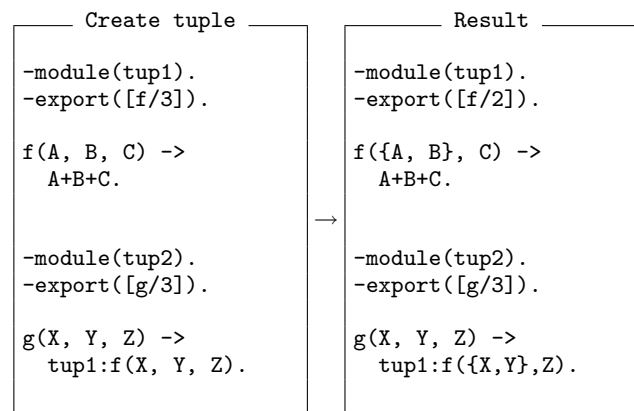 Create tuple
-module(tup1).
-export([f/3]).
f(A, B, C) ->
  A+B+C.
-module(tup2).
-export([g/3]).
g(X, Y, Z) ->
  tup1:f(X, Y, Z).
→
Result
-module(tup1).
-export([f/2]).
f({A, B}, C) ->
  A+B+C.
-module(tup2).
-export([g/3]).
g(X, Y, Z) ->
  tup1:f({X,Y},Z).